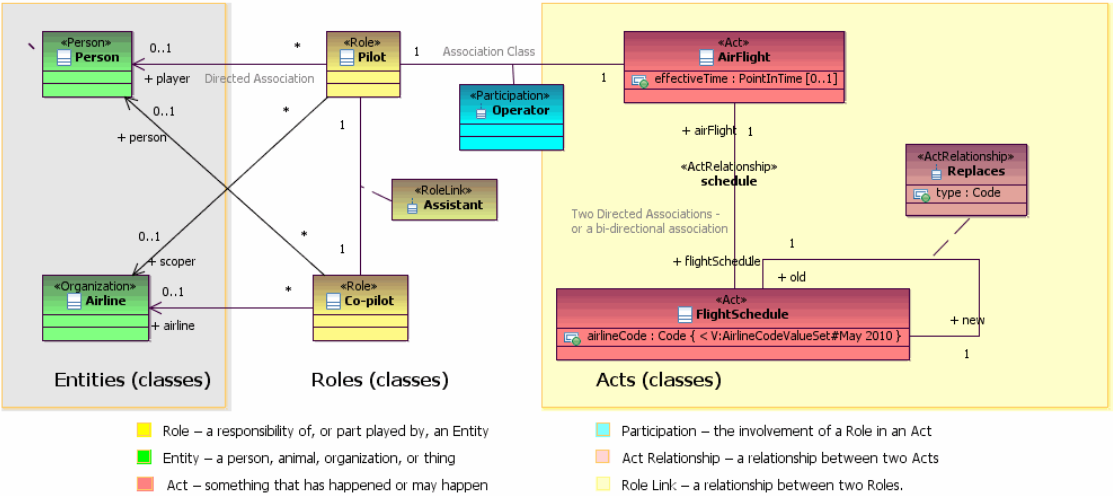 «Person»
Person
0..1
+ player
Directed Association
*
«Role»
Pilot
1
Association Class
1
«Act»
AirFlight
effectiveTime : PointInTime [0..1]
«Participation»
Operator
0..1
+ person
*
1
+ airFlight
1
«ActRelationship»
schedule
«ActRelationship»
Replaces
type : Code
«RoleLink»
Assistant
Two Directed Associations -
or a bi-directional association
0..1
+ scoper
*
1
1
+ flightSchedule
1
+ old
«Organization»
Airline
0..1
+ airline
*
«Role»
Co-pilot
«Act»
FlightSchedule
airlineCode : Code { < V:AirlineCodeValueSet#May 2010 }
+ new
1
Entities (classes)
Roles (classes)
Acts (classes)
Role – a responsibility of, or part played by, an Entity
Entity – a person, animal, organization, or thing
Act – something that has happened or may happen
Participation – the involvement of a Role in an Act
Act Relationship – a relationship between two Acts
Role Link – a relationship between two Roles.